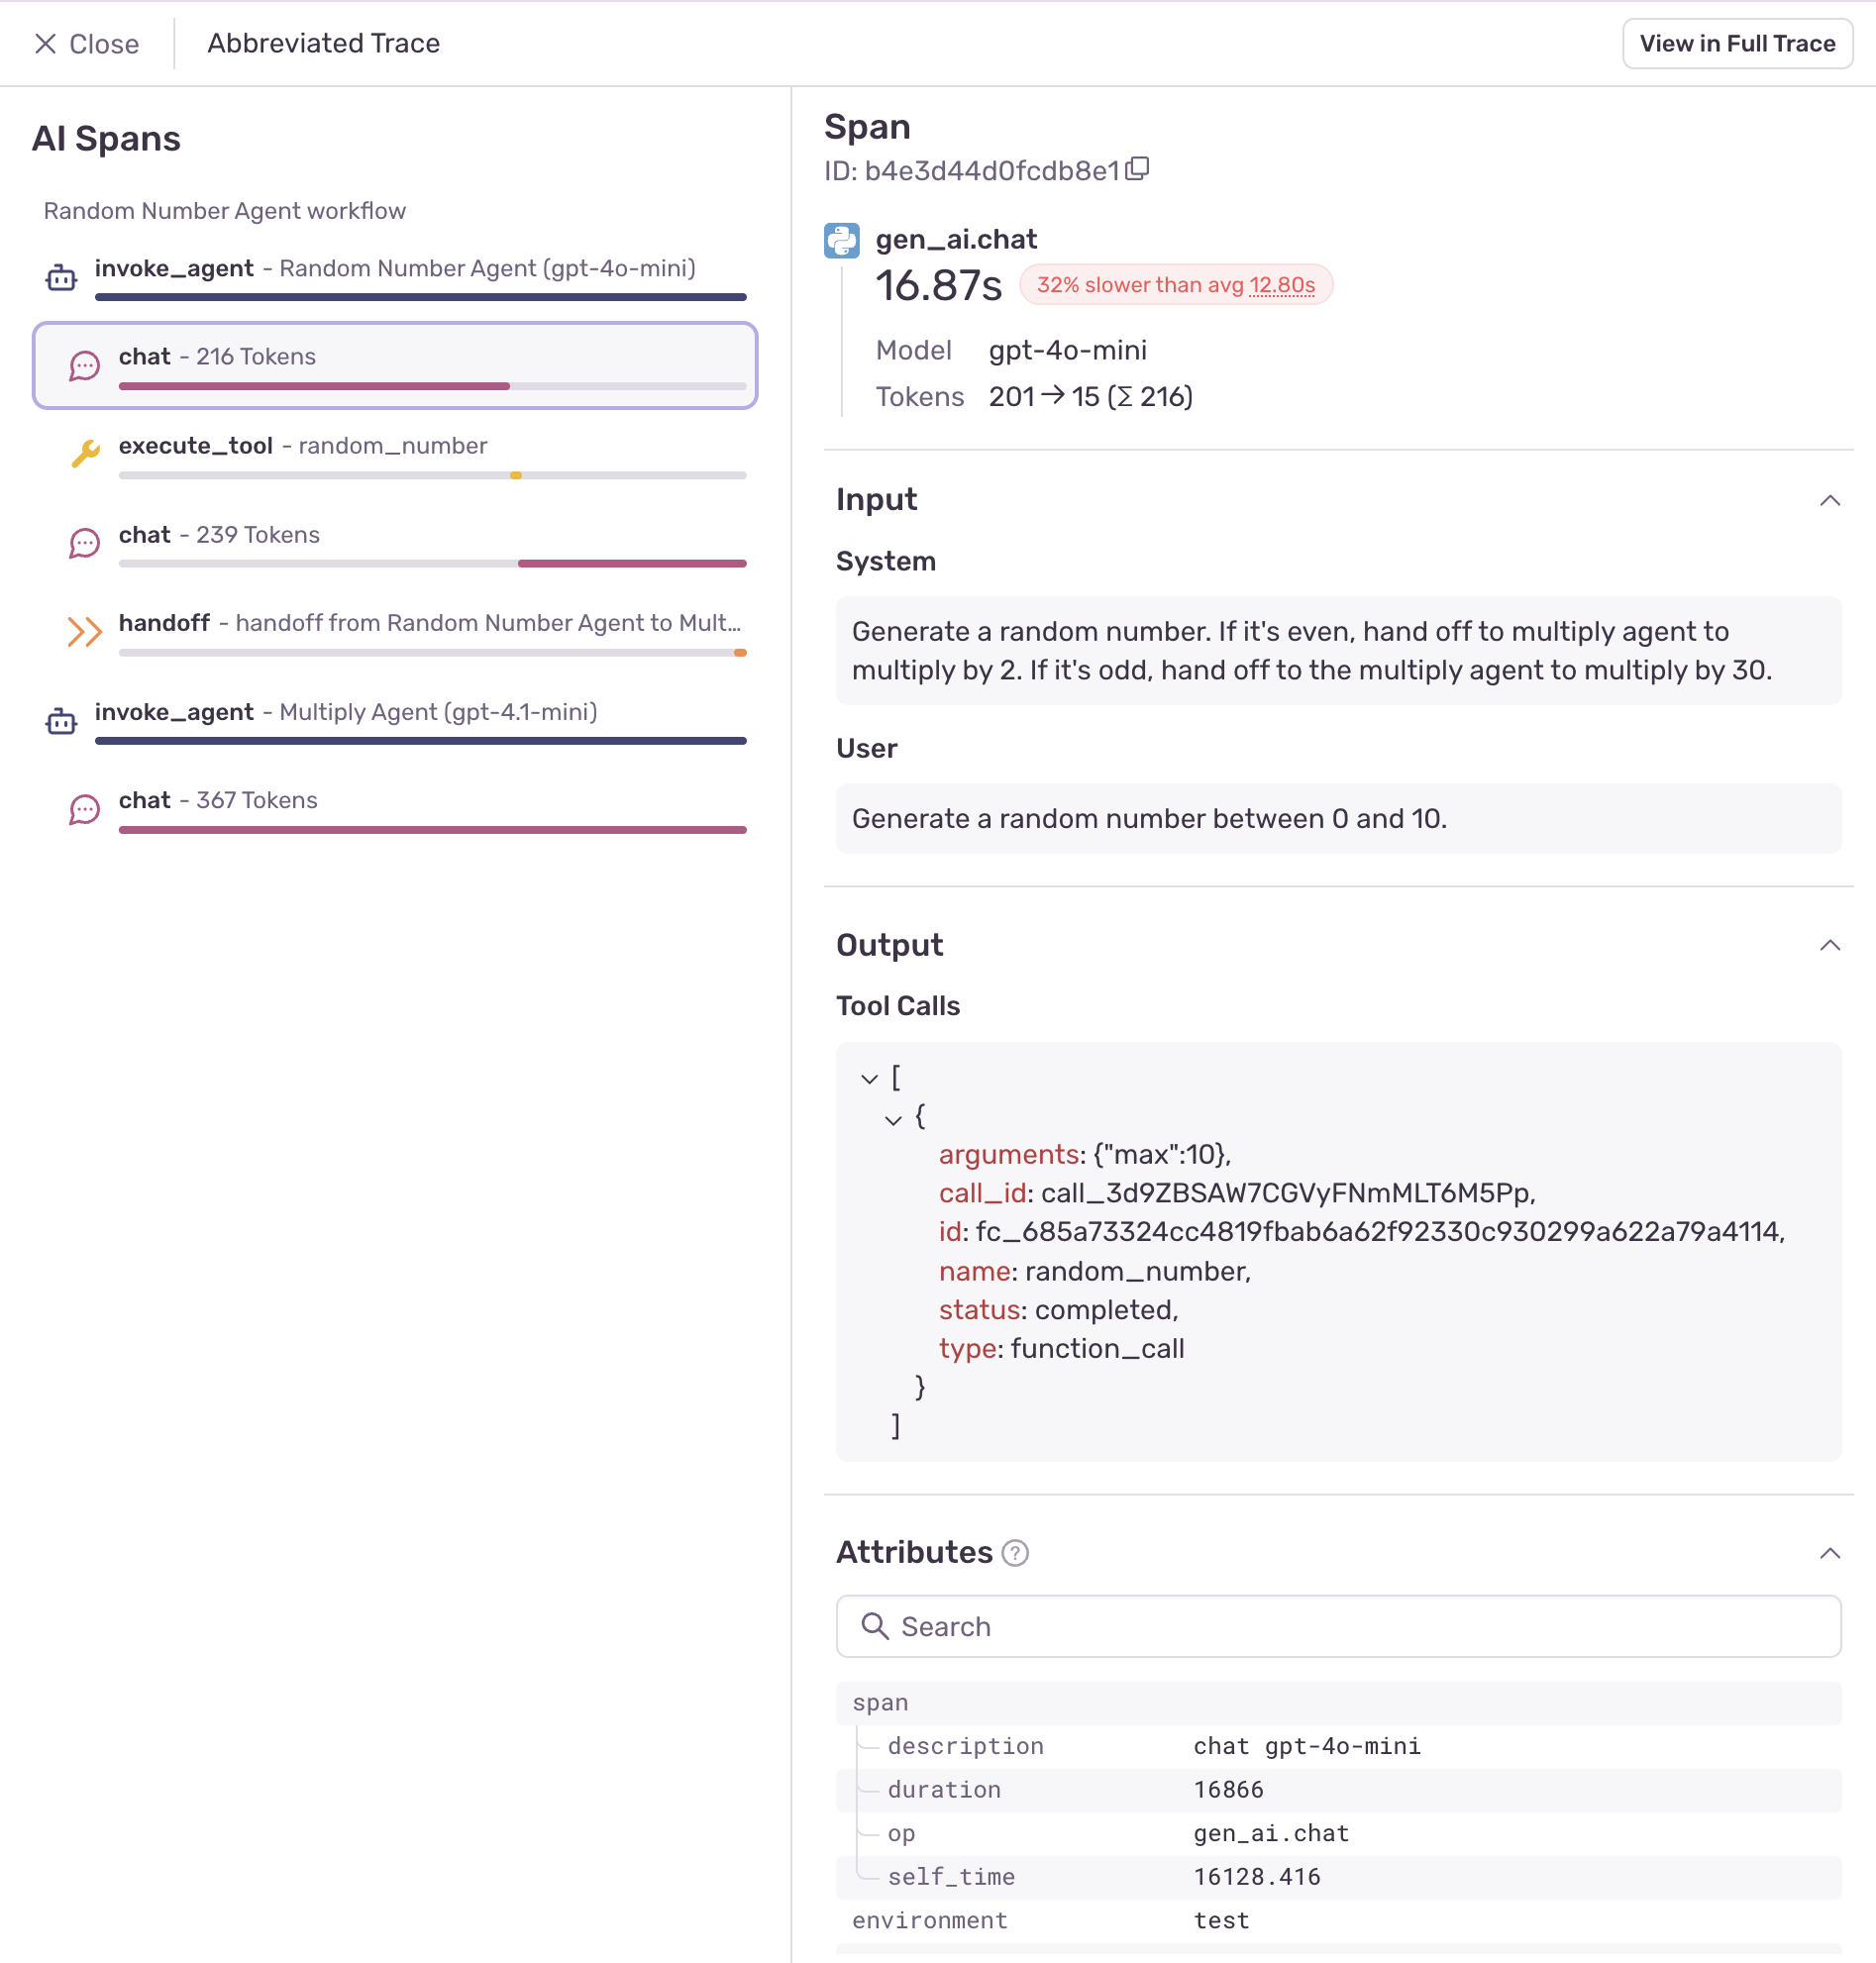 Close
Abbreviated Trace
View in Full Trace
AI Spans
Random Number Agent workflow
invoke_agent - Random Number Agent (gpt-4o-mini)
chat - 216 Tokens
execute_tool - random_number
chat - 239 Tokens
handoff - handoff from Random Number Agent to Mult...
invoke_agent - Multiply Agent (gpt-4.1-mini)
chat - 367 Tokens
Span
ID: b4e3d44d0fcdb8e1
gen_ai.chat
16.87s 32% slower than avg 12.80s
Model gpt-4o-mini
Tokens 201 → 15 (Σ 216)
Input
System
Generate a random number. If it's even, hand off to multiply agent to
multiply by 2. If it's odd, hand off to the multiply agent to multiply by 30.
User
Generate a random number between 0 and 10.
Output
Tool Calls
[
{
arguments: {"max":10},
call_id: call_3d9ZBSAW7CGVyFNmMLT6M5Pp,
id: fc_685a73324cc4819fbab6a62f92330c930299a622a79a4114,
name: random_number,
status: completed,
type: function_call
}
]
Attributes ?
Search
span
description chat gpt-4o-mini
duration 16866
op gen_ai.chat
self_time 16128.416
environment test